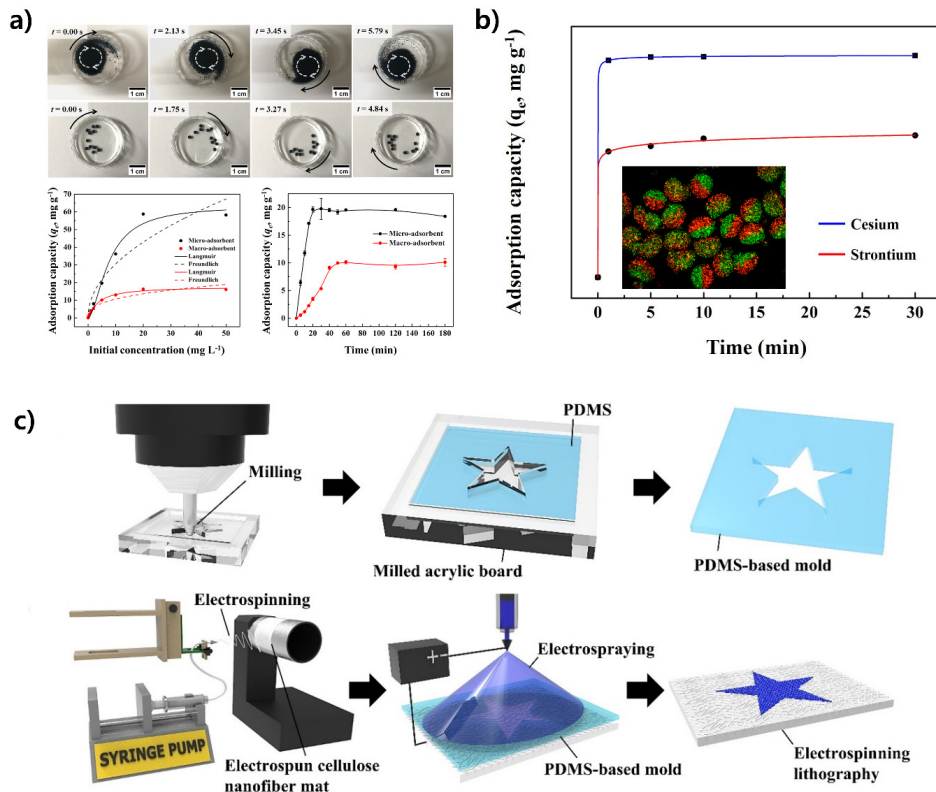 a)
t = 0.00 s
t = 2.13 s
t = 3.45 s
t = 5.79 s
1 cm
1 cm
1 cm
1 cm
t = 0.00 s
t = 1.75 s
t = 3.27 s
t = 4.84 s
1 cm
1 cm
1 cm
1 cm
Adsorption capacity (qe, mg g-1)
70
60
50
40
30
20
10
0
Micro-adsorbent
Macro-adsorbent
Langmuir
Freundlich
Langmuir
Freundlich
0 10 20 30 40 50
Initial concentration (mg L-1)
Adsorption capacity (qe, mg g-1)
20
15
10
5
0
Micro-adsorbent
Macro-adsorbent
0 20 40 60 80 100 120 140 160 180
Time (min)
b)
Adsorption capacity (qe, mg g-1)
Cesium
Strontium
0 5 10 15 20 25 30
Time (min)
c)
Milling
PDMS
Milled acrylic board
PDMS-based mold
Electrospinning
SYRINGE PUMP
Electrospun cellulose
nanofiber mat
Electrospraying
PDMS-based mold
Electrospinning
lithography